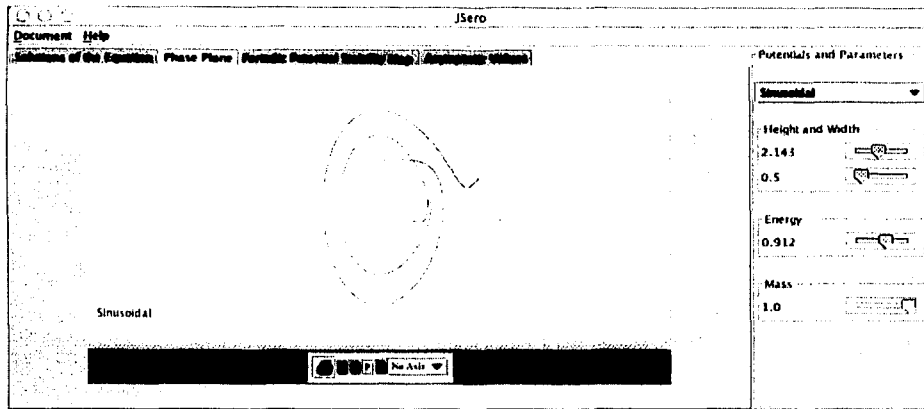 JSero
Document Help
Solutions of the Equation Phase Plane Periodic Potential Stability Map Asymptotic Values
Potentials and Parameters
Sinusoidal
Height and Width
2.143
0.5
Energy
0.912
Mass
1.0
Sinusoidal
P No Axis